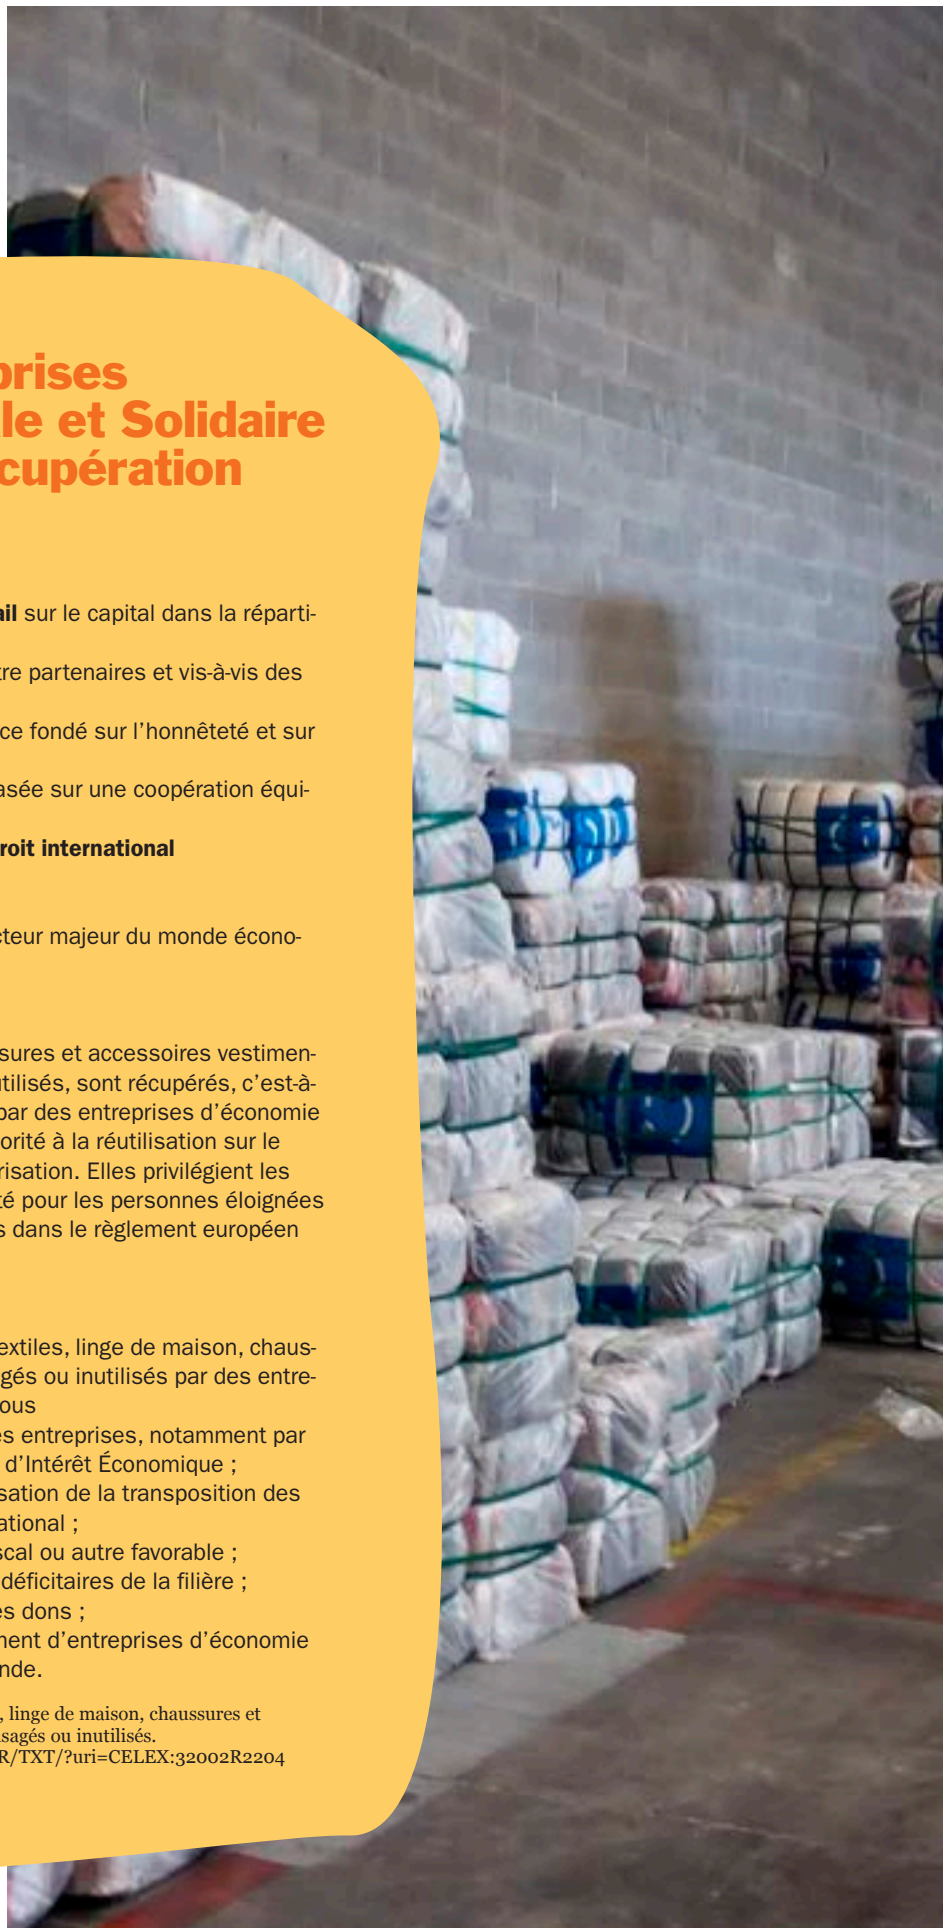 prises
le et Solidaire
cupération
ail sur le capital dans la réparti-
tre partenaires et vis-à-vis des
ce fondé sur l'honnêteté et sur
asée sur une coopération équi-
roit international
cteur majeur du monde écono-
sures et accessoires vestimen-
utilisés, sont récupérés, c'est-à-
par des entreprises d'économie
orité à la réutilisation sur le
risation. Elles privilégient les
té pour les personnes éloignées
s dans le règlement européen
extiles, linge de maison, chaus-
gés ou inutilisés par des entre-
ous
es entreprises, notamment par
d'Intérêt Économique ;
sation de la transposition des
ational ;
scal ou autre favorable ;
déficitaires de la filière ;
es dons ;
ment d'entreprises d'économie
nde.
, linge de maison, chaussures et
sagés ou inutilisés.
R/TXT/?uri=CELEX:32002R2204